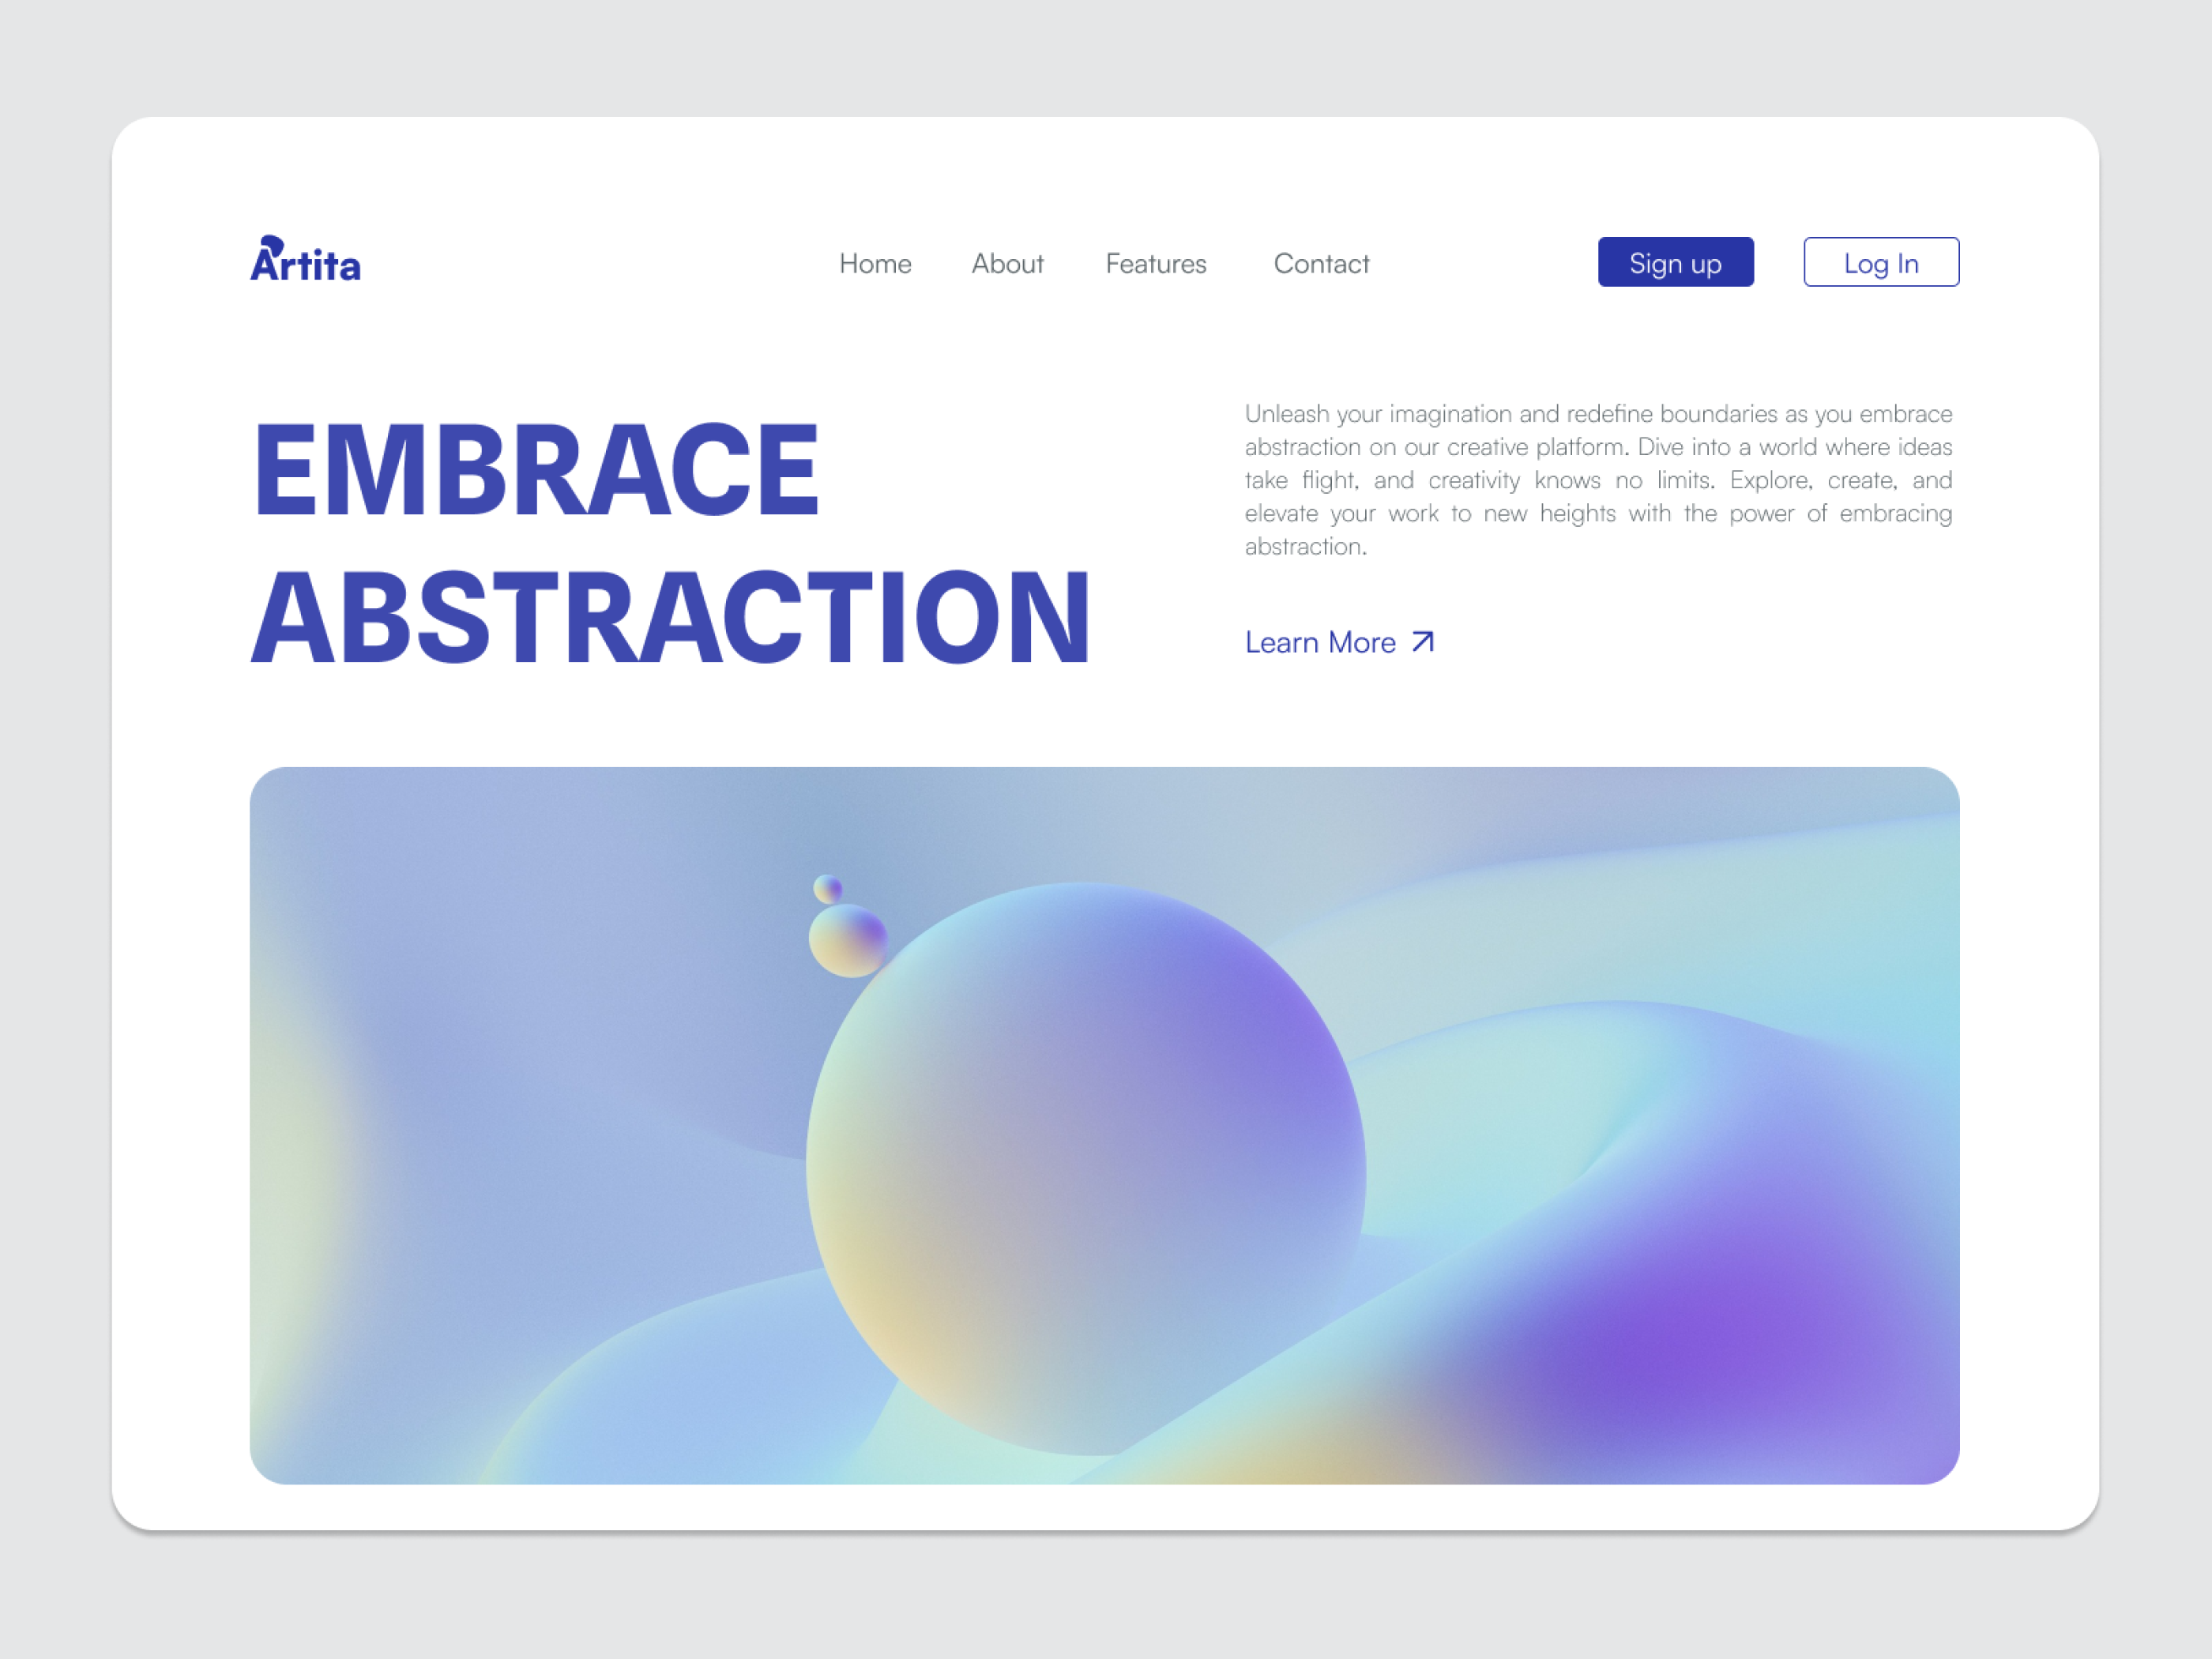 Artita
Home About Features Contact
Sign up Log In
EMBRACE
ABSTRACTION
Unleash your imagination and redefine boundaries as you embrace
abstraction on our creative platform. Dive into a world where ideas
take flight, and creativity knows no limits. Explore, create, and
elevate your work to new heights with the power of embracing
abstraction.
Learn More